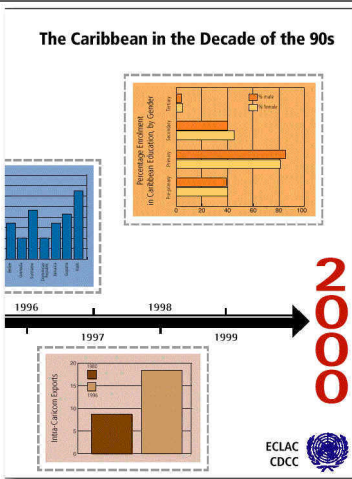 The Caribbean in the Decade of the 90s
Percentage Enrolment
in Caribbean Education, by Gender
Tertiary
Secondary
Primary
Pre-primary
% male
% female
0 20 40 60 80 100
1996
1998
1997
1999
2000
Intra-Caricom Exports
20
15
10
5
0
1992
1996
ECLAC
CDCC